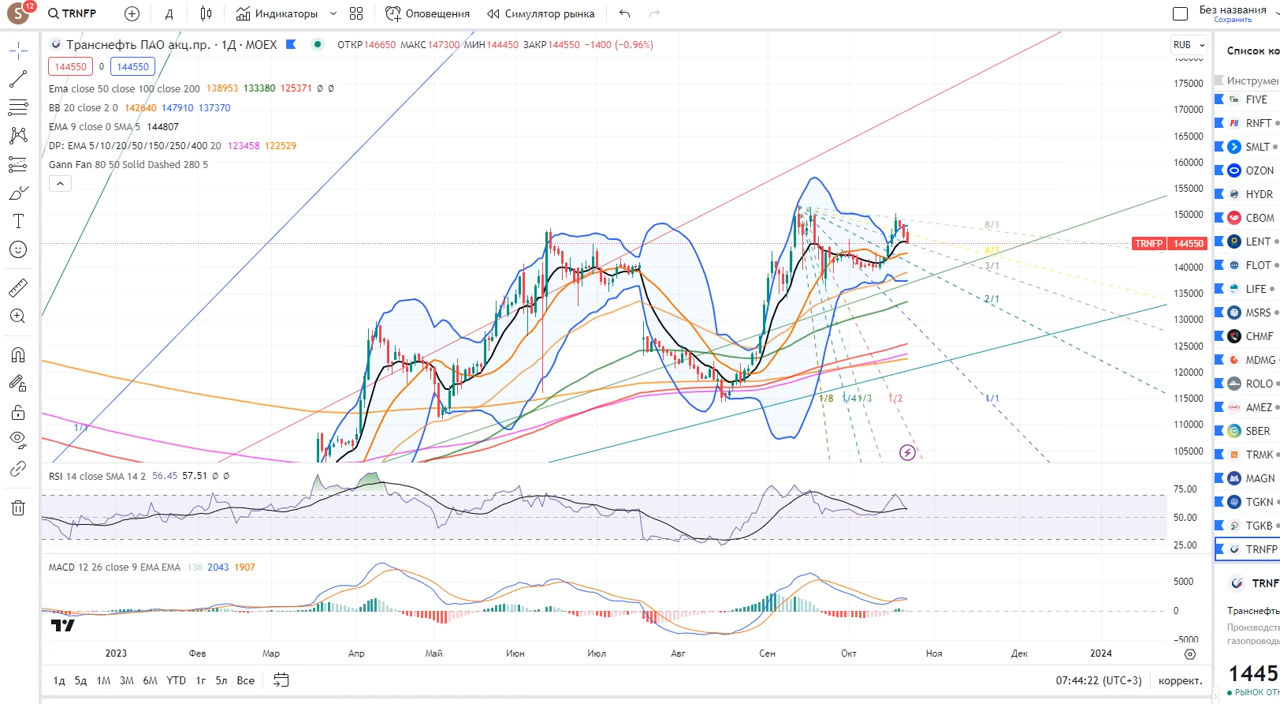 S 12 TRNFP Д Индикаторы Оповещения Симулятор рынка Без названия
Сохранить
Транснефть ПАО акц.пр. · 1Д · MOEX ОТКР146650 МАКС147300 МИН144450 ЗАКР144550 −1400 (−0.96%)
RUB
Список ко
144550 0 144550
Ema close 50 close 100 close 200 138953 133380 125371 Ø Ø
BB 20 close 2 0 142640 147910 137370
EMA 9 close 0 SMA 5 144807
DP: EMA 5/10/20/50/150/250/400 20 123458 122529
Gann Fan 80 50 Solid Dashed 280 5
180000
175000
170000
165000
160000
155000
150000
TRNFP 144550
140000
135000
130000
125000
120000
115000
110000
105000
8/1
4/1
3/1
2/1
1/1
1/8 1/4 1/3 1/2
1/1
RSI 14 close SMA 14 2 56.45 57.51 Ø Ø
75.00
50.00
25.00
MACD 12 26 close 9 EMA EMA 136 2043 1907
5000
0
−5000
2023 Фев Мар Апр Май Июн Июл Авг Сен Окт Ноя Дек 2024
1д 5д 1М 3М 6М YTD 1г 5л Все
07:44:22 (UTC+3) коррект.
Инструмен
FIVE
RNFT
SMLT
OZON
HYDR
CBOM
LENT
FLOT
LIFE
MSRS
CHMF
MDMG
ROLO
AMEZ
SBER
TRMK
MAGN
TGKN
TGKB
TRNFP
TRNF
Транснефть
Производств
газопроводы
1445
РЫНОК ОТК